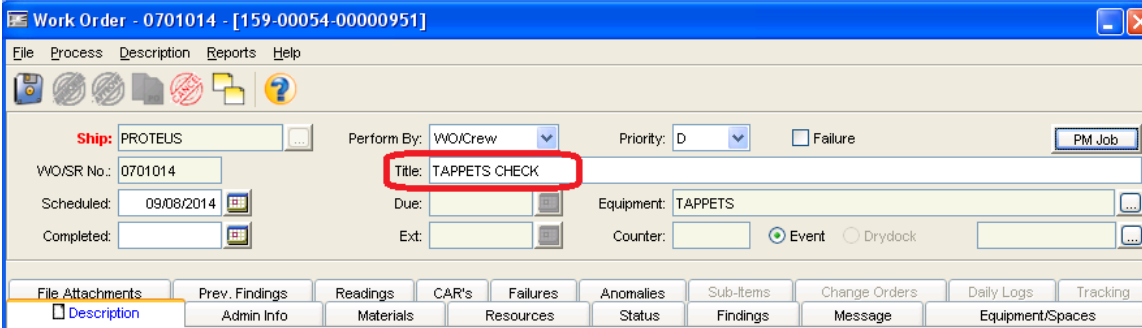 Work Order - 0701014 - [159-00054-00000951]
File Process Description Reports Help
Ship: PROTEUS ... Perform By: WO/Crew Priority: D Failure PM Job
WO/SR No.: 0701014 Title: TAPPETS CHECK
Scheduled: 09/08/2014 Due: Equipment: TAPPETS ...
Completed: Ext: Counter: Event Drydock ...
File Attachments Prev. Findings Readings CAR's Failures Anomalies Sub-Items Change Orders Daily Logs Tracking
Description Admin Info Materials Resources Status Findings Message Equipment/Spaces